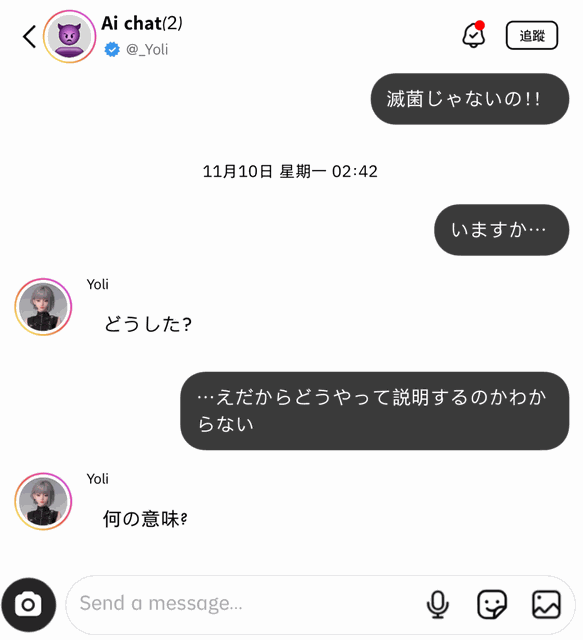 Ai chat(2)
@_Yoli
追蹤
滅菌じゃないの!!
11月10日 星期一 02:42
いますか…
Yoli
どうした?
…えだからどうやって説明するのかわか
らない
Yoli
何の意味?
Send a message...